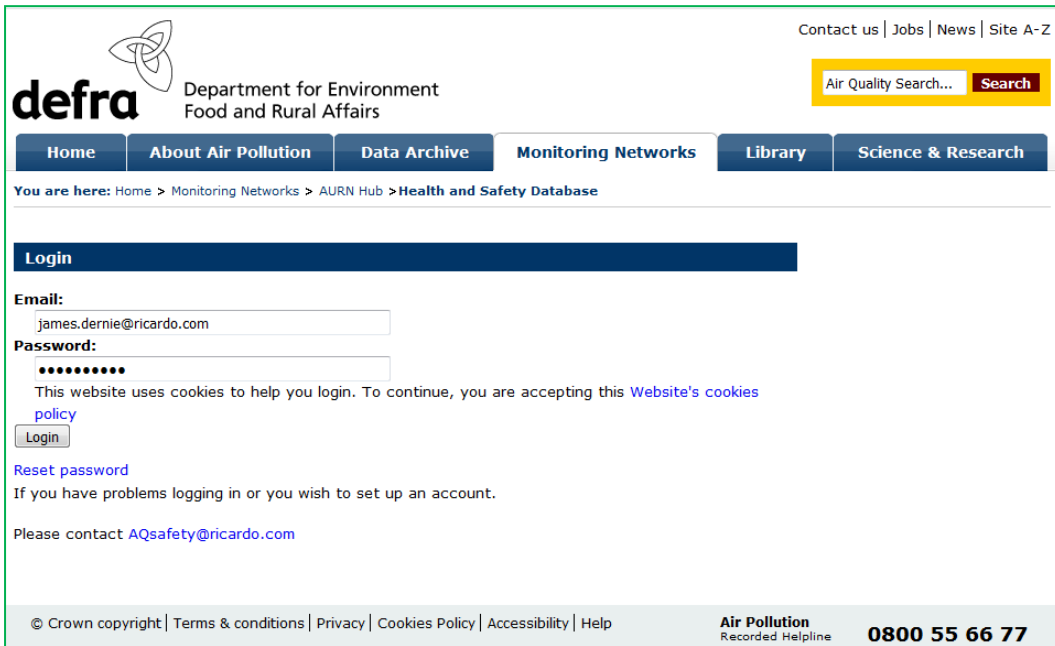 Contact us | Jobs | News | Site A-Z
defra
Department for Environment
Food and Rural Affairs
Air Quality Search... Search
Home About Air Pollution Data Archive Monitoring Networks Library Science & Research
You are here: Home > Monitoring Networks > AURN Hub >Health and Safety Database
Login
Email:
james.dernie@ricardo.com
Password:
••••••••••
This website uses cookies to help you login. To continue, you are accepting this Website's cookies
policy
Login
Reset password
If you have problems logging in or you wish to set up an account.
Please contact AQsafety@ricardo.com
© Crown copyright | Terms & conditions | Privacy | Cookies Policy | Accessibility | Help
Air Pollution
Recorded Helpline 0800 55 66 77